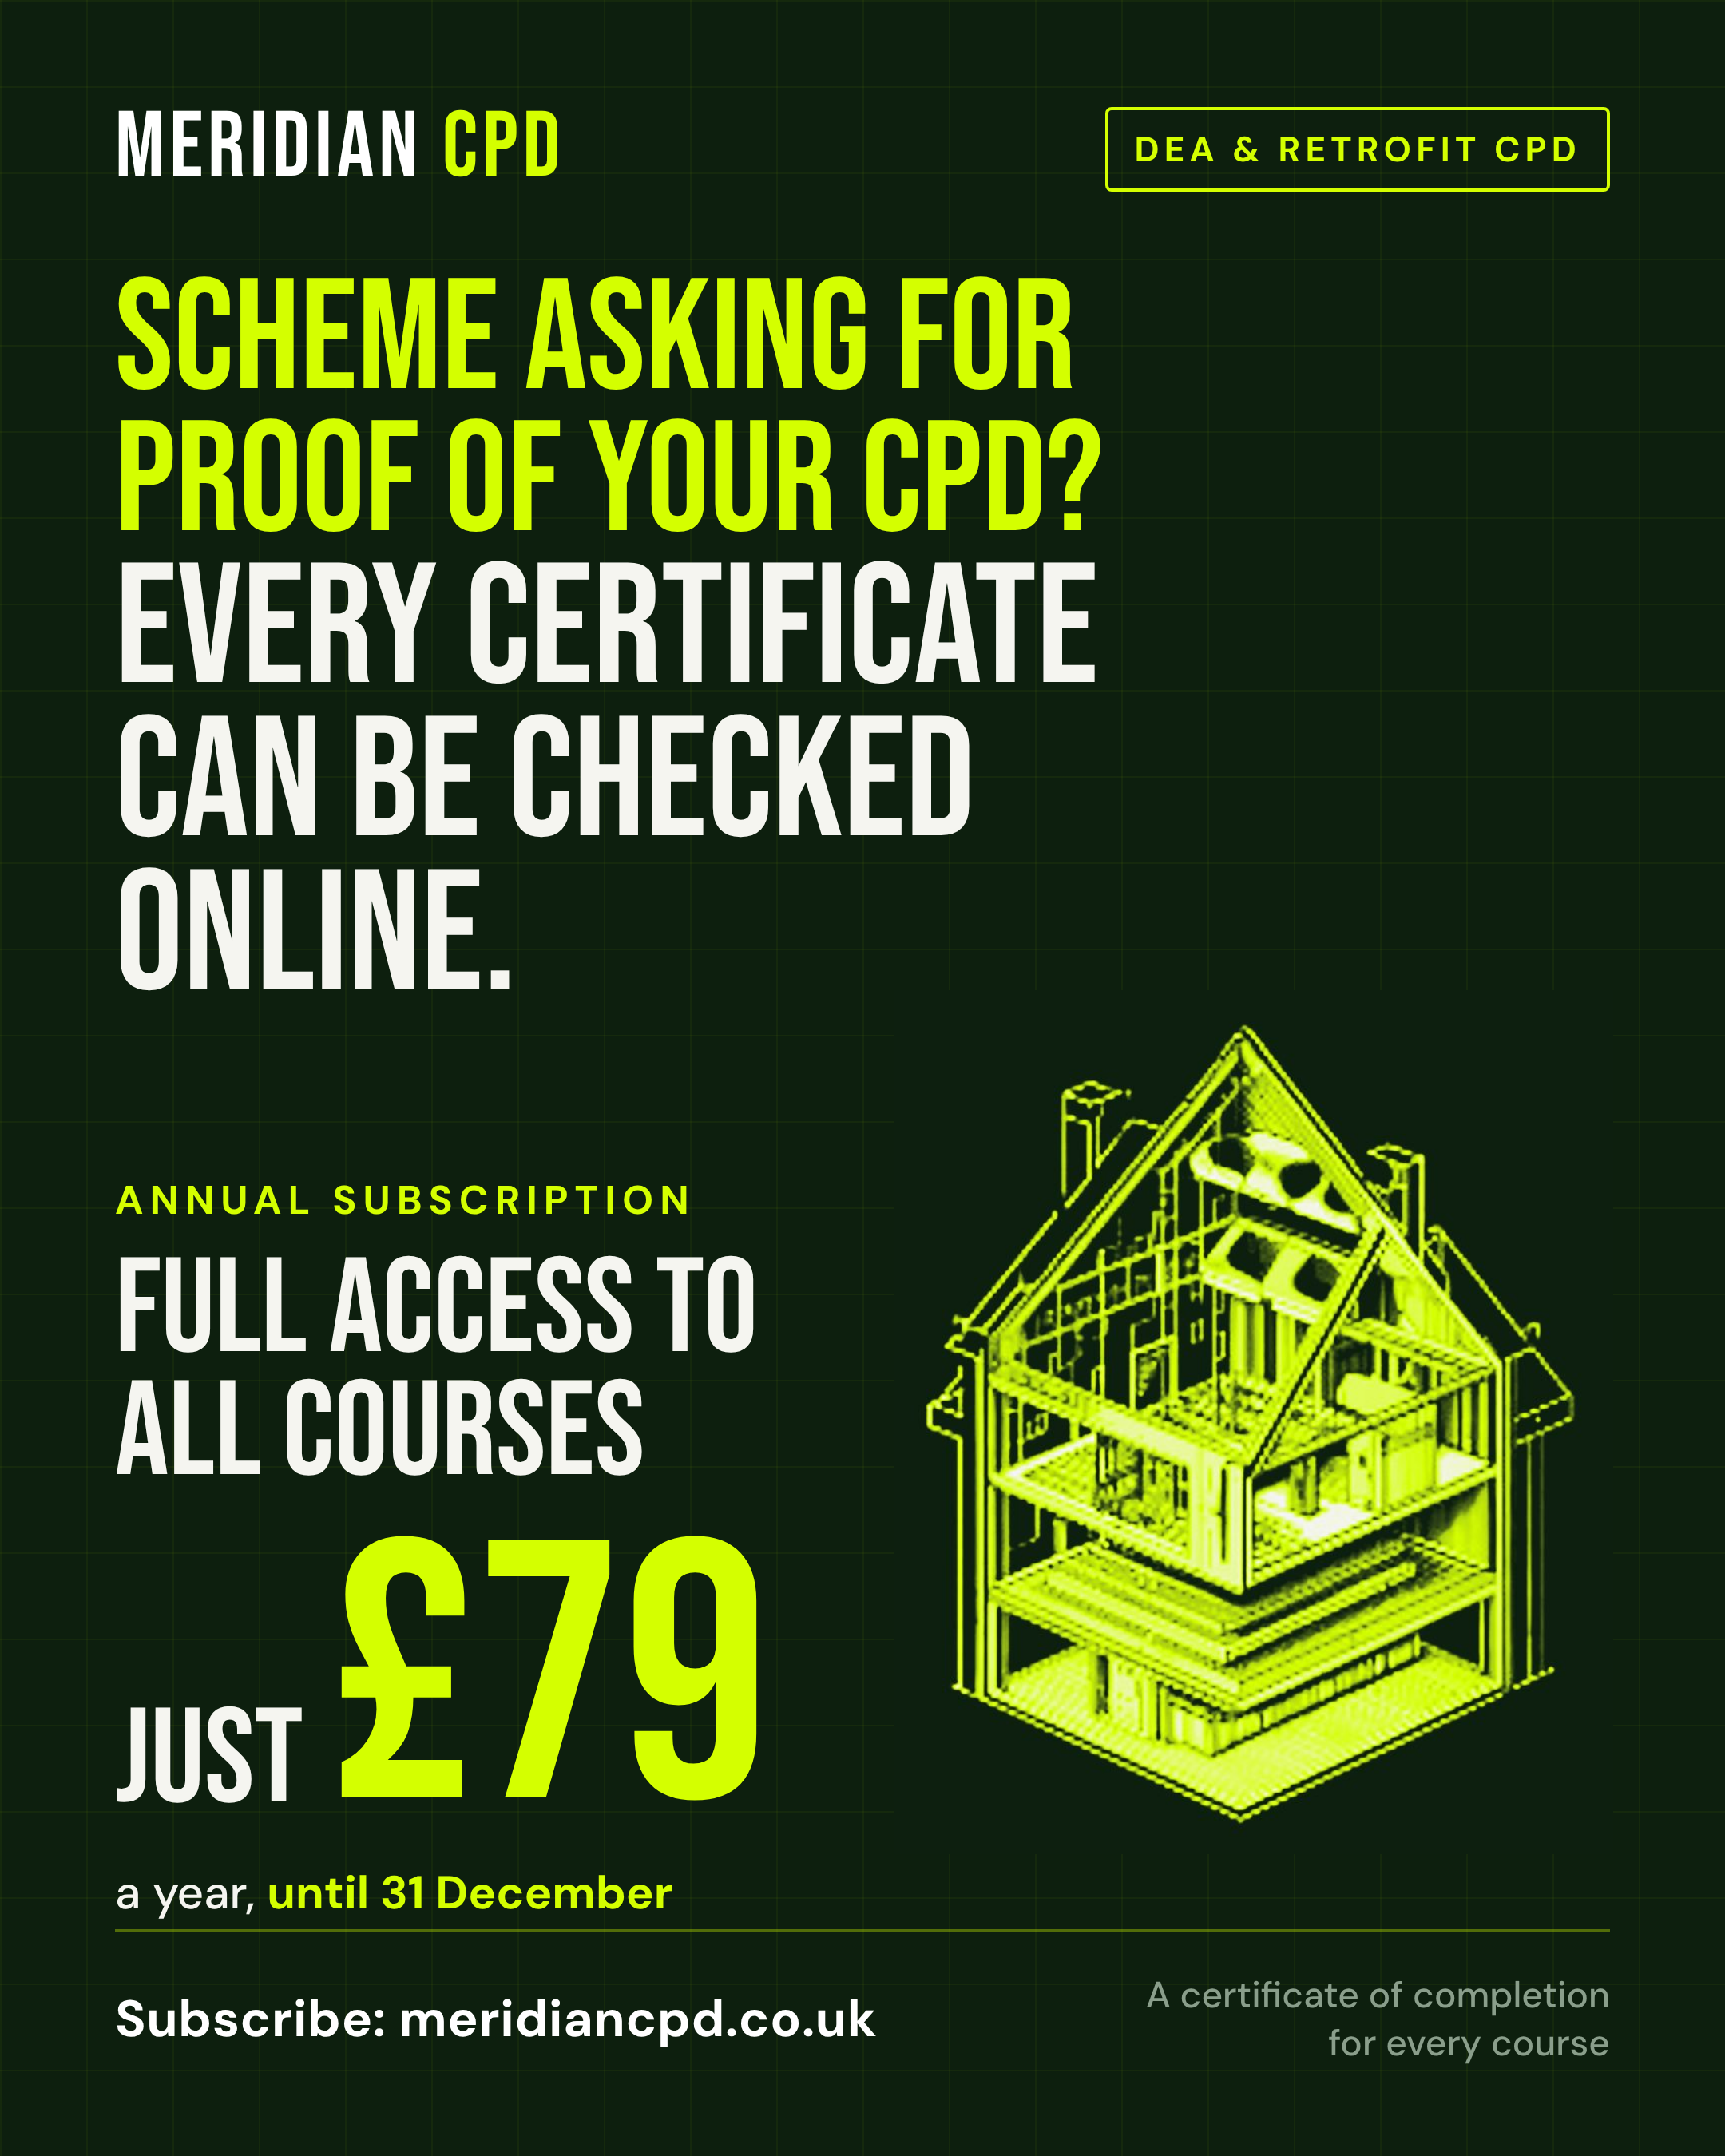 MERIDIAN CPD
DEA & RETROFIT CPD
SCHEME ASKING FOR
PROOF OF YOUR CPD?
EVERY CERTIFICATE
CAN BE CHECKED
ONLINE.
ANNUAL SUBSCRIPTION
FULL ACCESS TO
ALL COURSES
JUST £79
a year, until 31 December
Subscribe: meridiancpd.co.uk
A certificate of completion
for every course